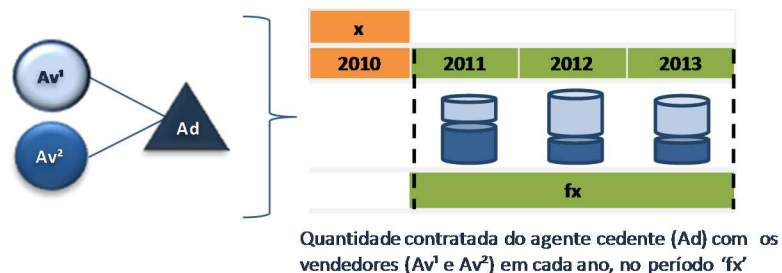 x
2010 2011 2012 2013
Av¹
Ad
Av²
fx
Quantidade contratada do agente cedente (Ad) com os
vendedores (Av¹ e Av²) em cada ano, no período ‘fx’